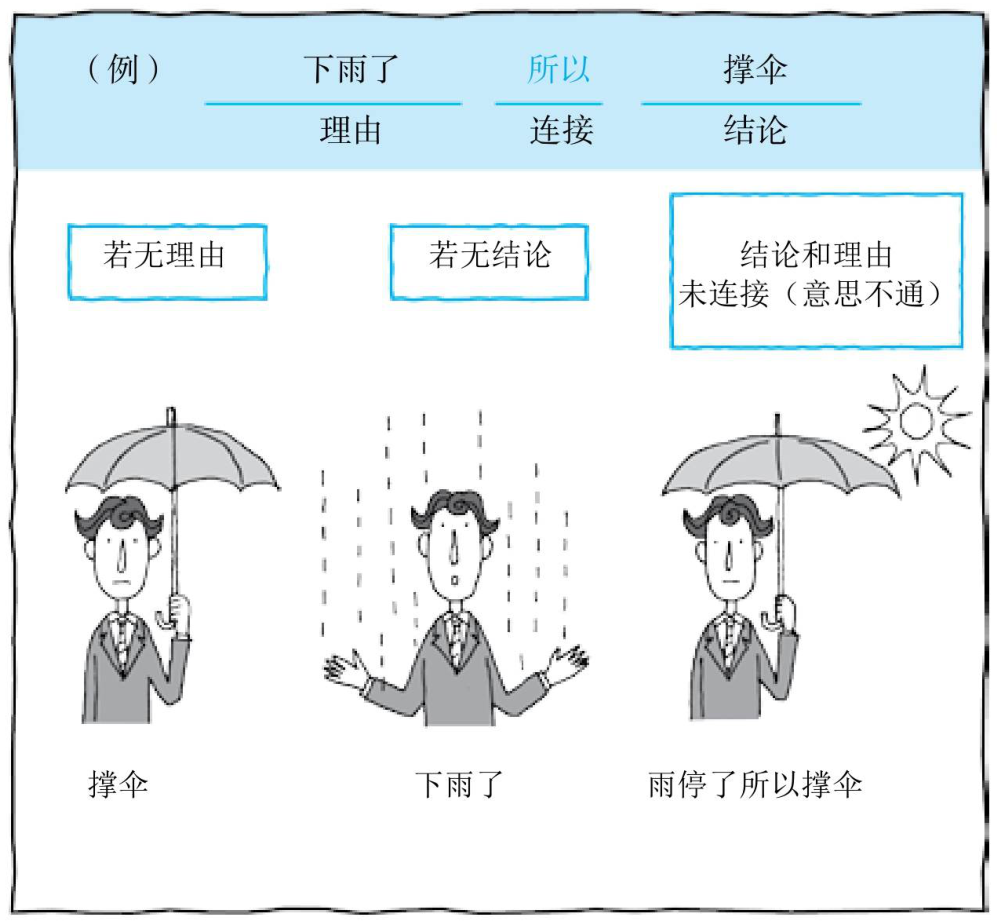 （例） 下雨了 所以 撑伞
理由 连接 结论
若无理由
若无结论
结论和理由
未连接（意思不通）
撑伞
下雨了
雨停了所以撑伞